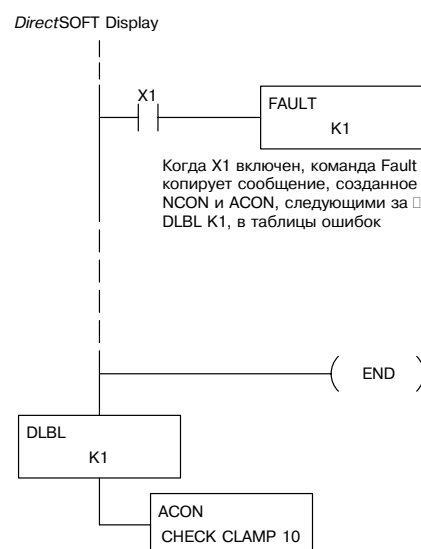 DirectSOFT Display
X1
FAULT
K1
Когда X1 включен, команда Fault
копирует сообщение, созданное
NCON и ACON, следующими за
DLBL K1, в таблицы ошибок
END
DLBL
K1
ACON
CHECK CLAMP 10